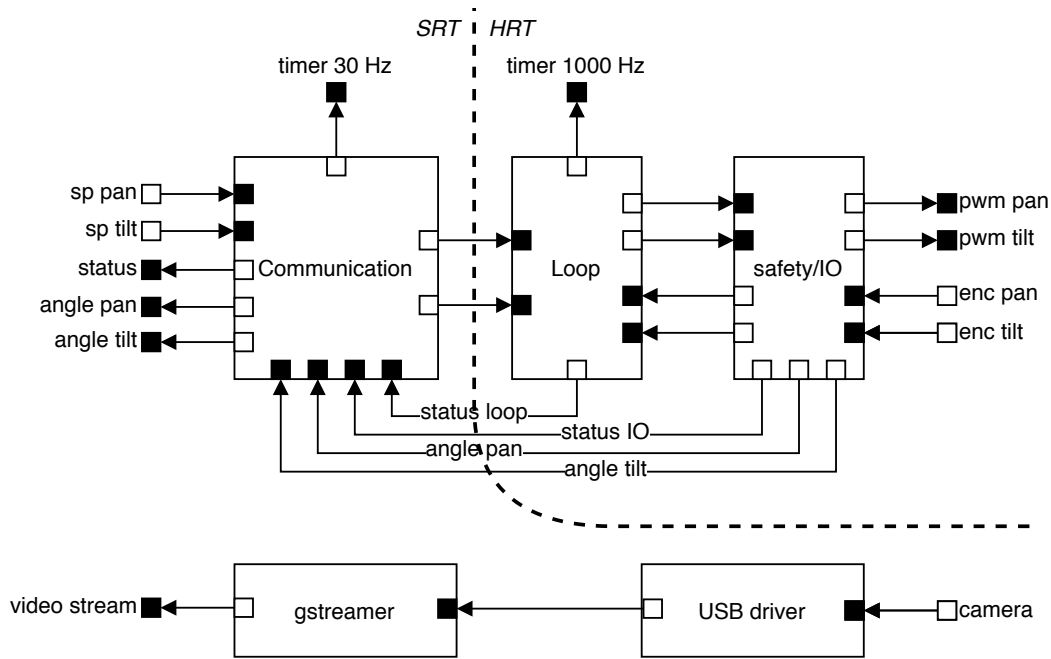 SRT
HRT
timer 30 Hz
timer 1000 Hz
sp pan
sp tilt
status
angle pan
angle tilt
Communication
Loop
safety/IO
pwm pan
pwm tilt
enc pan
enc tilt
status loop
status IO
angle pan
angle tilt
video stream
gstreamer
USB driver
camera